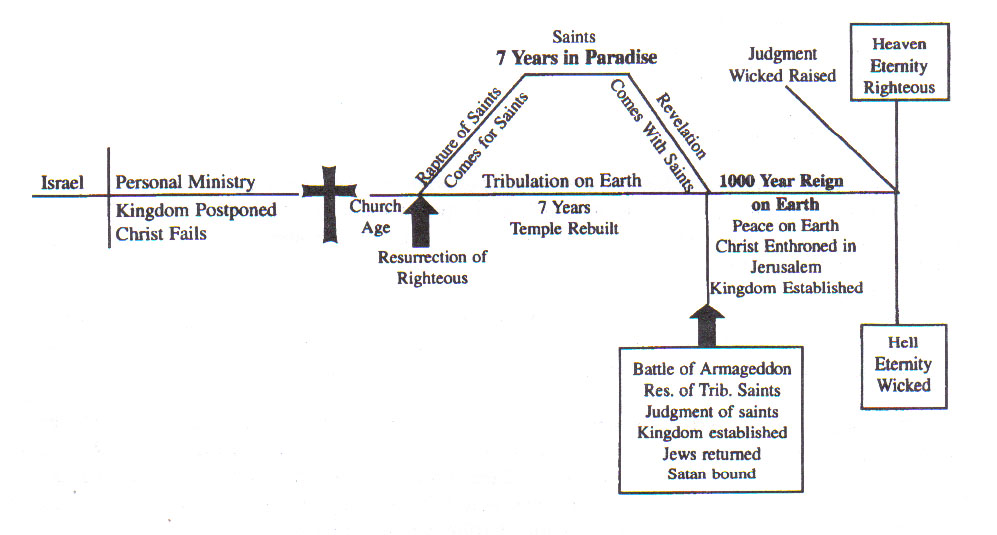 Israel
Personal Ministry
Kingdom Postponed
Christ Fails
Church
Age
Resurrection of
Righteous
Rapture of Saints
Comes for Saints
Saints
7 Years in Paradise
Revelation
Comes With Saints
Tribulation on Earth
7 Years
Temple Rebuilt
1000 Year Reign
on Earth
Peace on Earth
Christ Enthroned in
Jerusalem
Kingdom Established
Battle of Armageddon
Res. of Trib. Saints
Judgment of saints
Kingdom established
Jews returned
Satan bound
Judgment
Wicked Raised
Heaven
Eternity
Righteous
Hell
Eternity
Wicked